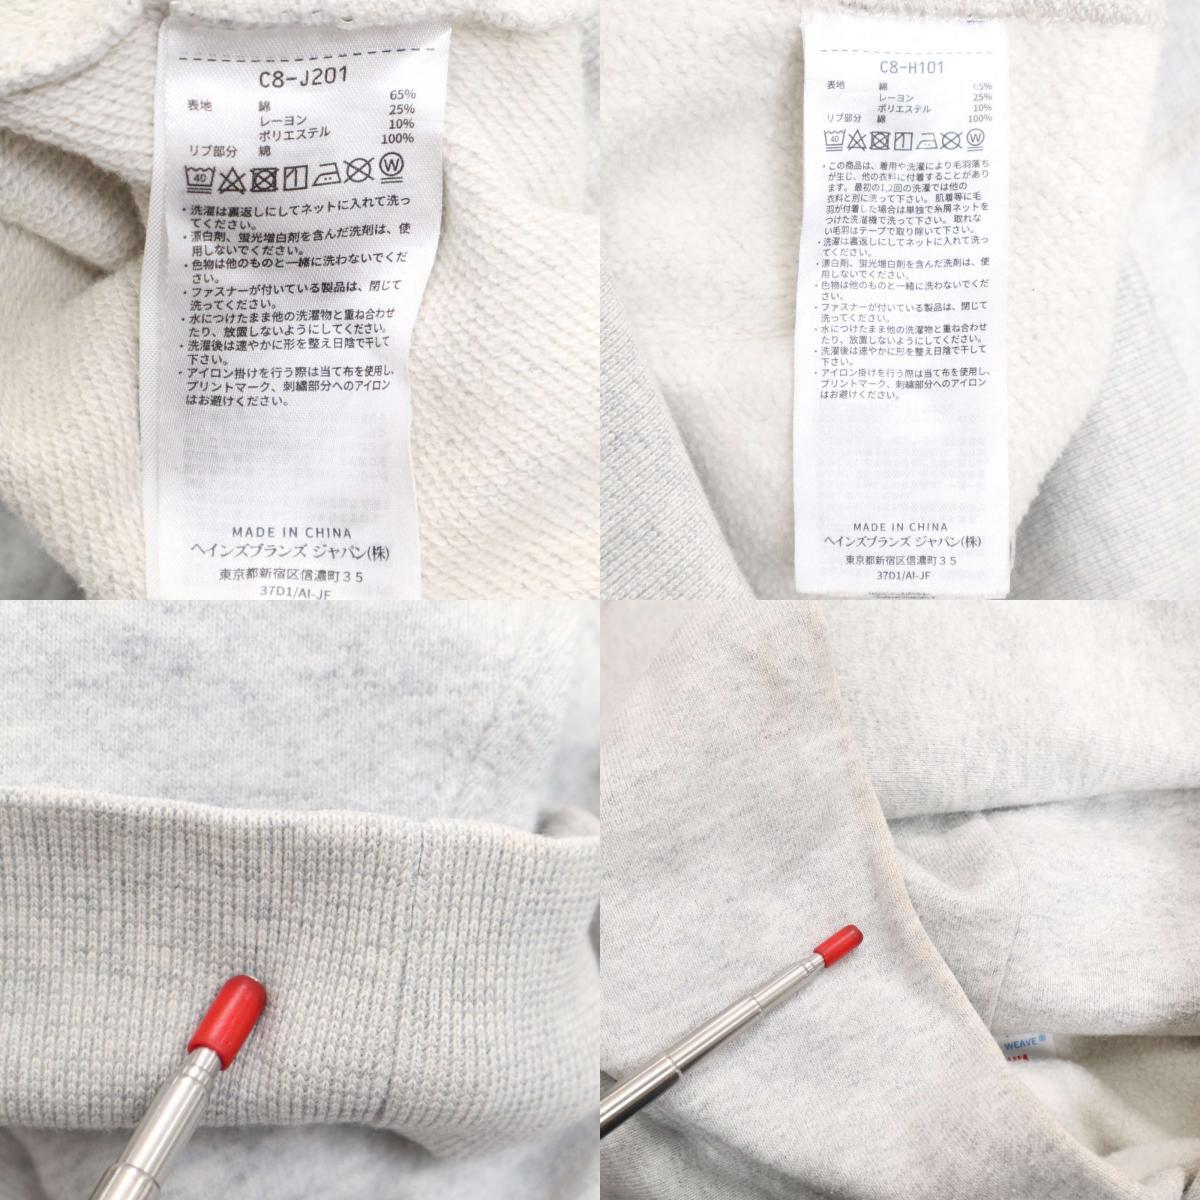 C8-J201
表地 綿 65%
レーヨン 25%
ポリエステル 10%
リブ部分 綿 100%
40 W
・洗濯は裏返しにしてネットに入れて洗っ
てください。
・漂白剤、蛍光増白剤を含んだ洗剤は、使
用しないでください。
・色物は他のものと一緒に洗わないでくだ
さい。
・ファスナーが付いている製品は、閉じて
洗ってください。
・水につけたまま他の洗濯物と重ね合わせ
たり、放置しないようにしてください。
・洗濯後は速やかに形を整え日陰で干して
下さい。
・アイロン掛けを行う際は当て布を使用し、
プリントマーク、刺繍部分へのアイロン
はお避けください。
MADE IN CHINA
ヘインズブランズ ジャパン(株)
東京都新宿区信濃町35
37D1/AI-JF
C8-H101
表地 綿 65%
レーヨン 25%
ポリエステル 10%
リブ部分 綿 100%
40 W
・この商品は、着用や洗濯により毛羽落ち
が生じ、他の衣料に付着することがあり
ます。最初の1,2回の洗濯では他の
衣料と別に洗って下さい。肌着等に毛
羽が付着した場合は単独で糸屑ネットを
つけた洗濯機で洗って下さい。取れな
い毛羽はテープで取り除いて下さい。
・洗濯は裏返しにしてネットに入れて洗っ
てください。
・漂白剤、蛍光増白剤を含んだ洗剤は、使
用しないでください。
・色物は他のものと一緒に洗わないでくだ
さい。
・ファスナーが付いている製品は、閉じて
洗ってください。
・水につけたまま他の洗濯物と重ね合わせ
たり、放置しないようにしてください。
・洗濯後は速やかに形を整え日陰で干して
下さい。
・アイロン掛けを行う際は当て布を使用し、
プリントマーク、刺繍部分へのアイロン
はお避けください。
MADE IN CHINA
ヘインズブランズ ジャパン(株)
東京都新宿区信濃町35
37D1/AI-JF
WEAVE®